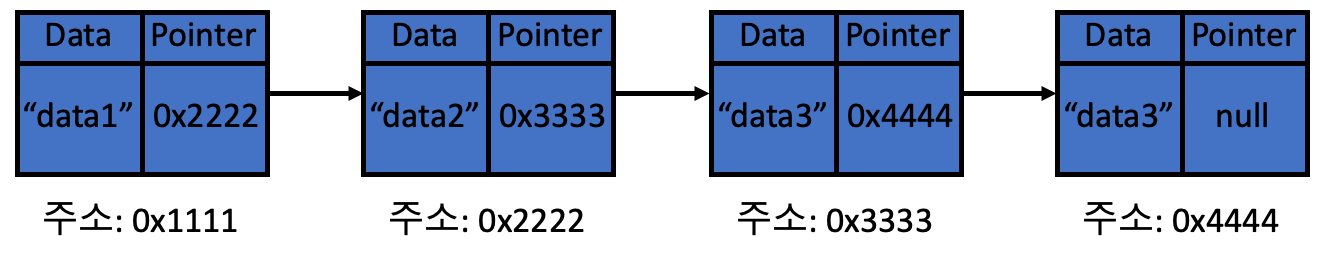 Data Pointer Data Pointer Data Pointer Data Pointer
“data1” 0x2222 “data2” 0x3333 “data3” 0x4444 “data3” null
주소: 0x1111 주소: 0x2222 주소: 0x3333 주소: 0x4444